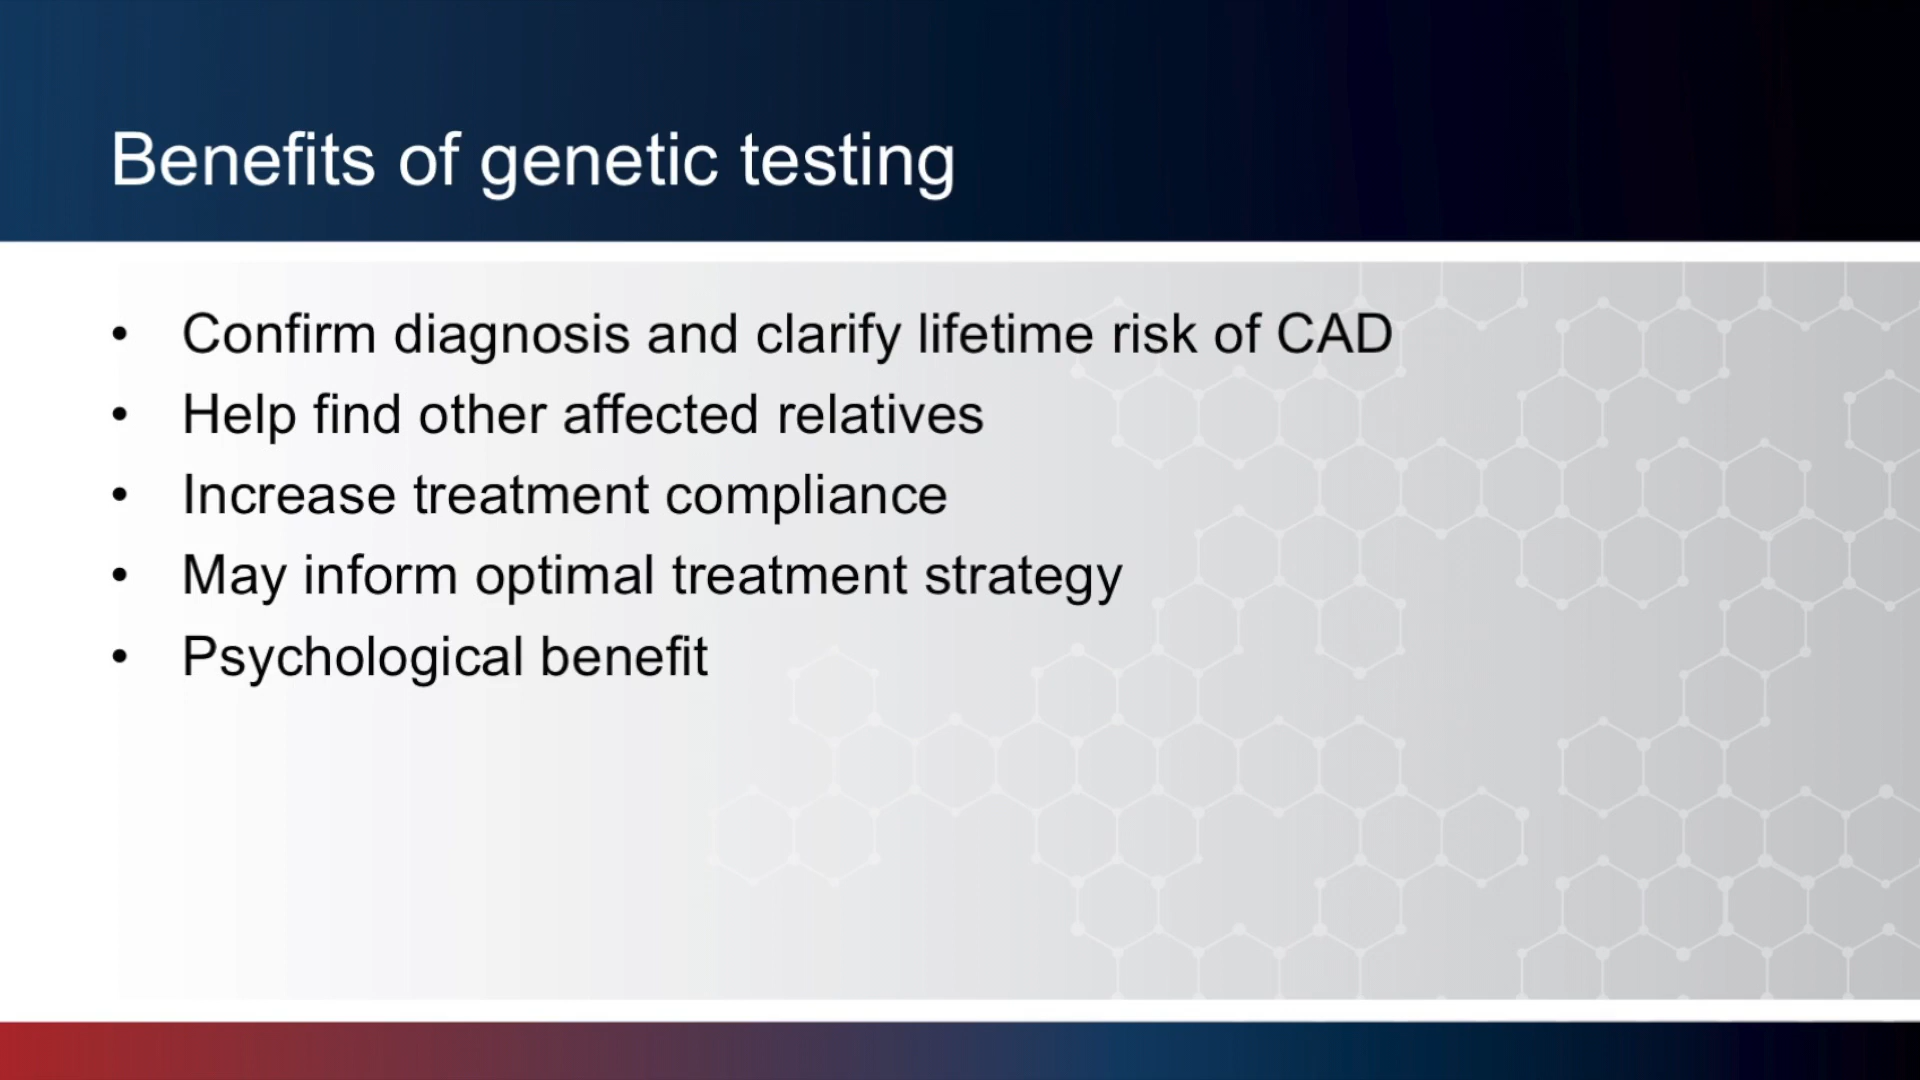 Benefits of genetic testing
• Confirm diagnosis and clarify lifetime risk of CAD
• Help find other affected relatives
• Increase treatment compliance
• May inform optimal treatment strategy
• Psychological benefit